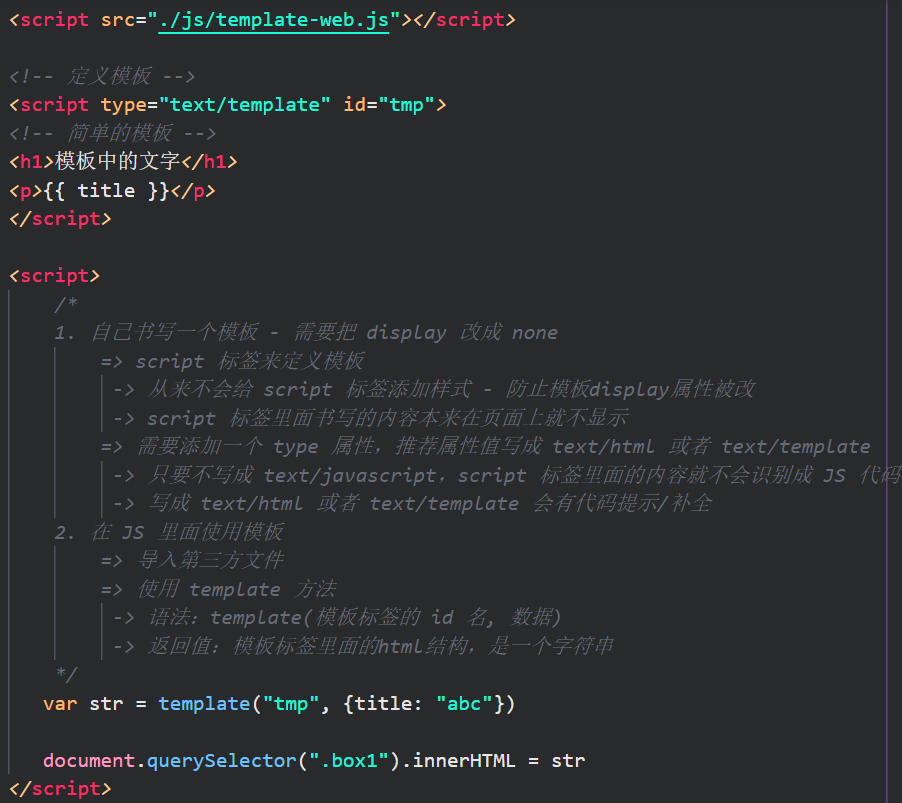 <script src="./js/template-web.js"></script>
<!-- 定义模板 -->
<script type="text/template" id="tmp">
<!-- 简单的模板 -->
<h1>模板中的文字</h1>
<p>{{ title }}</p>
</script>
<script>
/*
1. 自己书写一个模板 - 需要把 display 改成 none
=> script 标签来定义模板
-> 从来不会给 script 标签添加样式 - 防止模板display属性被改
-> script 标签里面书写的内容本来在页面上就不显示
=> 需要添加一个 type 属性，推荐属性值写成 text/html 或者 text/template
-> 只要不写成 text/javascript，script 标签里面的内容就不会识别成 JS 代码
-> 写成 text/html 或者 text/template 会有代码提示/补全
2. 在 JS 里面使用模板
=> 导入第三方文件
=> 使用 template 方法
-> 语法：template(模板标签的 id 名, 数据)
-> 返回值：模板标签里面的html结构，是一个字符串
*/
var str = template("tmp", {title: "abc"})
document.querySelector(".box1").innerHTML = str
</script>